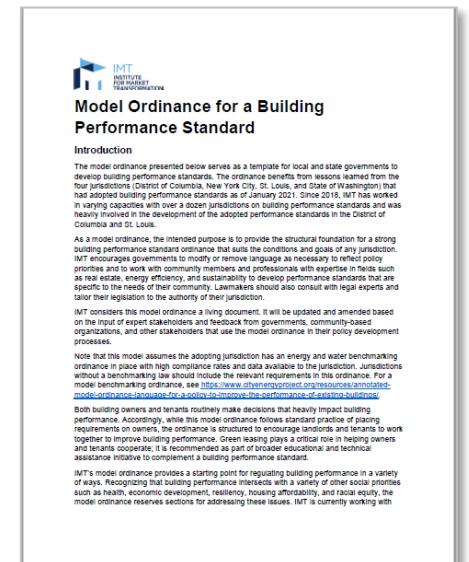 IMT
INSTITUTE
FOR MARKET
TRANSFORMATION
Model Ordinance for a Building
Performance Standard
Introduction
The model ordinance presented below serves as a template for local and state governments to
develop building performance standards. The ordinance benefits from lessons learned from the
four jurisdictions (District of Columbia, New York City, St. Louis, and State of Washington) that
had adopted building performance standards as of January 2021. Since 2018, IMT has worked
in varying capacities with over a dozen jurisdictions on building performance standards and was
heavily involved in the development of the adopted performance standards in the District of
Columbia and St. Louis.
As a model ordinance, the intended purpose is to provide the structural foundation for a strong
building performance standard ordinance that suits the conditions and goals of any jurisdiction.
IMT encourages governments to modify or remove language as necessary to reflect policy
priorities and to work with community members and professionals with expertise in fields such
as real estate, energy efficiency, and sustainability to develop performance standards that are
specific to the needs of their community. Lawmakers should also consult with legal experts and
tailor their legislation to the authority of their jurisdiction.
IMT considers this model ordinance a living document. It will be updated and amended based
on the input of expert stakeholders and feedback from governments, community-based
organizations, and other stakeholders that use the model ordinance in their policy development
processes.
Note that this model assumes the adopting jurisdiction has an energy and water benchmarking
ordinance in place with high compliance rates and data available to the jurisdiction. Jurisdictions
without a benchmarking law should include the relevant requirements in this ordinance. For a
model benchmarking ordinance, see https://www.cityenergyproject.org/resources/annotated-
model-ordinance-language-for-a-policy-to-improve-the-performance-of-existing-buildings/.
Both building owners and tenants routinely make decisions that heavily impact building
performance. Accordingly, while this model ordinance follows standard practice of placing
requirements on owners, the ordinance is structured to encourage landlords and tenants to work
together to improve building performance. Green leasing plays a critical role in helping owners
and tenants cooperate; it is recommended as part of broader educational and technical
assistance initiative to complement a building performance standard.
IMT's model ordinance provides a starting point for regulating building performance in a variety
of ways. Recognizing that building performance intersects with a variety of other social priorities
such as health, economic development, resiliency, housing affordability, and racial equity, the
model ordinance reserves sections for addressing these issues. IMT is currently working with